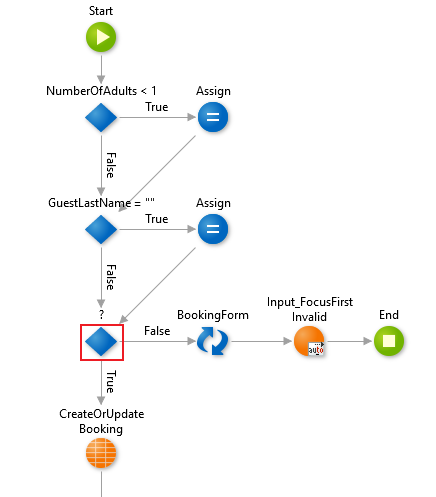 Start
NumberOfAdults < 1
True
Assign
False
GuestLastName = ""
True
Assign
False
?
False
BookingForm
Input_FocusFirst
Invalid
auto
End
True
CreateOrUpdate
Booking